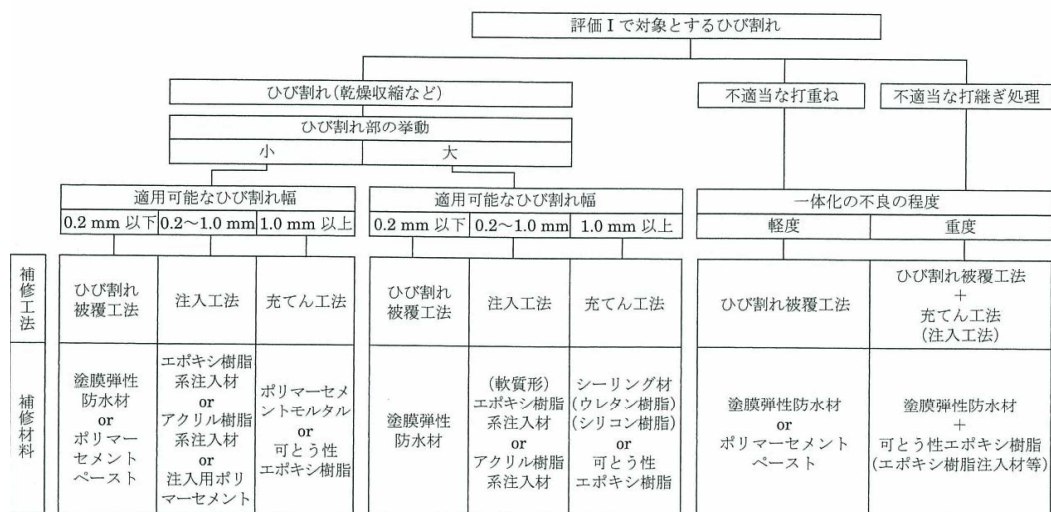 評価Ⅰで対象とするひび割れ
ひび割れ(乾燥収縮など)
不適当な打重ね
不適当な打継ぎ処理
ひび割れ部の挙動
小
大
適用可能なひび割れ幅
0.2 mm 以下
0.2～1.0 mm
1.0 mm 以上
適用可能なひび割れ幅
0.2 mm 以下
0.2～1.0 mm
1.0 mm 以上
一体化の不良の程度
軽度
重度
補修工法
ひび割れ
被覆工法
注入工法
充てん工法
ひび割れ
被覆工法
注入工法
充てん工法
ひび割れ被覆工法
ひび割れ被覆工法
+
充てん工法
(注入工法)
補修材料
塗膜弾性
防水材
or
ポリマー
セメント
ペースト
エポキシ樹脂
系注入材
or
アクリル樹脂
系注入材
or
注入用ポリ
マーセメント
ポリマーセメ
ントモルタル
or
可とう性
エポキシ樹脂
塗膜弾性
防水材
(軟質形)
エポキシ樹脂
系注入材
or
アクリル樹脂
系注入材
シーリング材
(ウレタン樹脂)
(シリコン樹脂)
or
可とう性
エポキシ樹脂
塗膜弾性防水材
or
ポリマーセメント
ペースト
塗膜弾性防水材
+
可とう性エポキシ樹脂
(エポキシ樹脂注入材等)